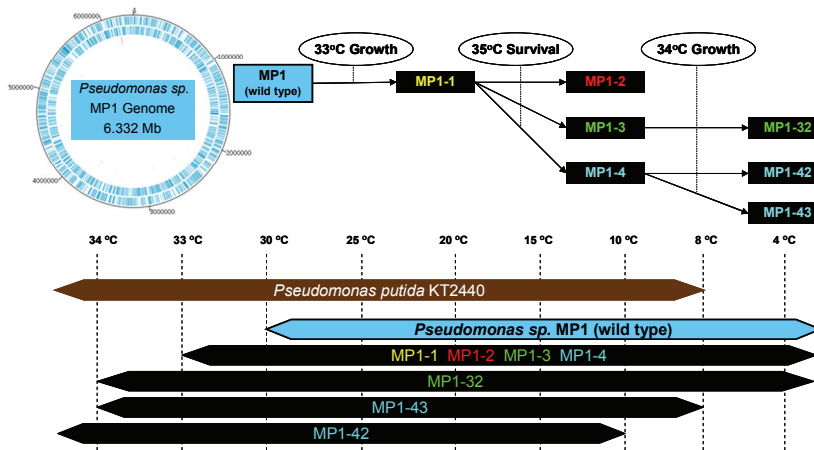 6000000
1000000
5000000
2000000
4000000
3000000
Pseudomonas sp.
MP1 Genome
6.332 Mb
33ºC Growth
35ºC Survival
34ºC Growth
MP1
(wild type)
MP1-1
MP1-2
MP1-3
MP1-32
MP1-4
MP1-42
MP1-43
34 ºC 33 ºC 30 ºC 25 ºC 20 ºC 15 ºC 10 ºC 8 ºC 4 ºC
Pseudomonas putida KT2440
Pseudomonas sp. MP1 (wild type)
MP1-1 MP1-2 MP1-3 MP1-4
MP1-32
MP1-43
MP1-42